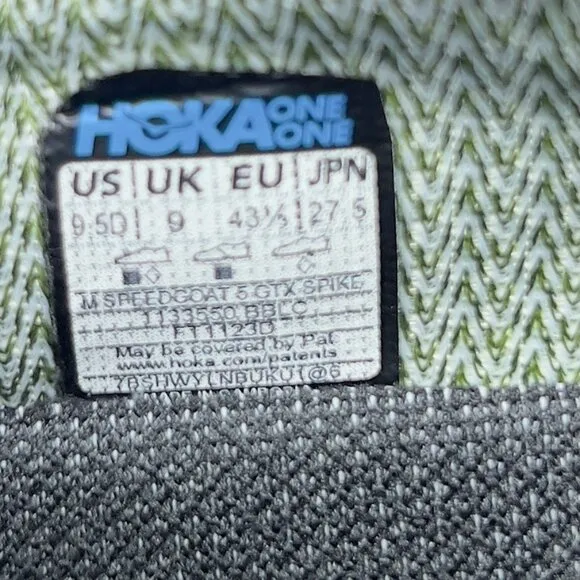 HOKA ONE ONE
US | UK EU | JPN
9.5D | 9 43⅓ 27.5
M SPEEDGOAT 5 GTX SPIKE
1133550 BBLC
FT1123D
May be covered by Pat
www.hoka.com/patents